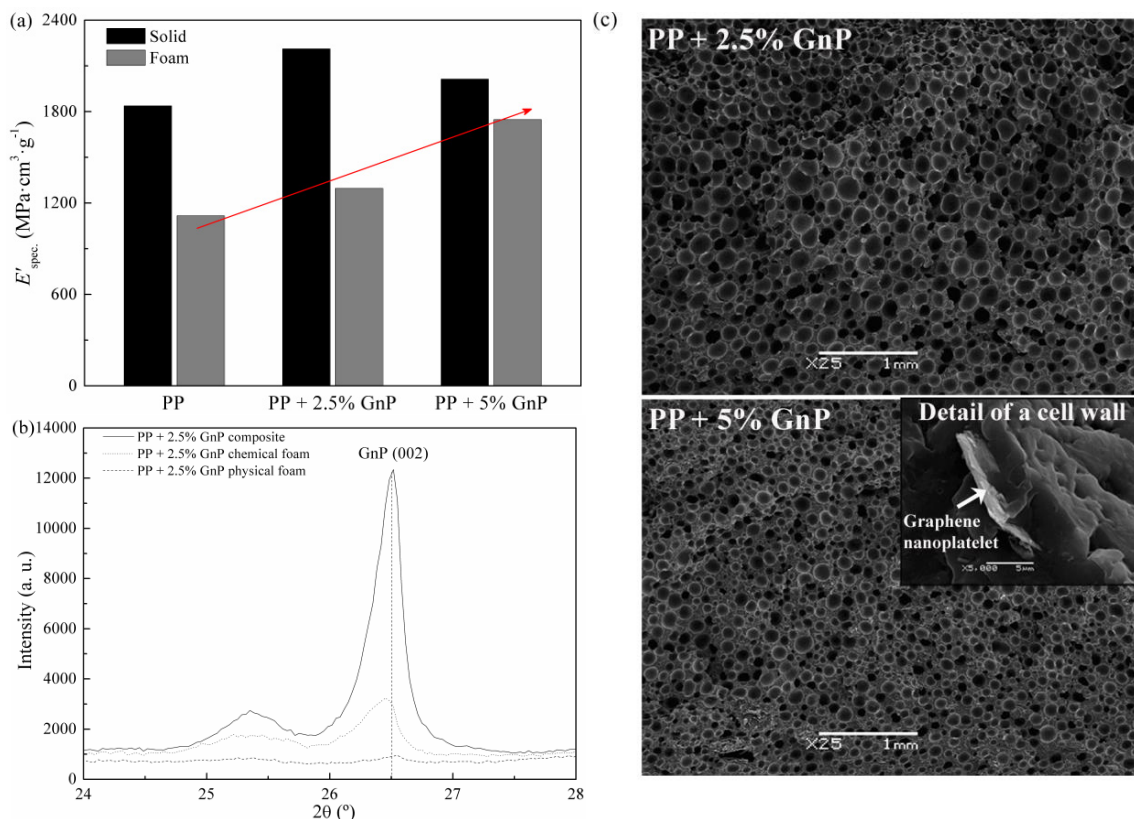 (a)
2400
1800
1200
600
0
E'spec. (MPa·cm³·g⁻¹)
Solid
Foam
PP
PP + 2.5% GnP
PP + 5% GnP
(b)
14000
12000
10000
8000
6000
4000
2000
0
Intensity (a. u.)
PP + 2.5% GnP composite
PP + 2.5% GnP chemical foam
PP + 2.5% GnP physical foam
GnP (002)
24
25
26
27
28
2θ (º)
(c)
PP + 2.5% GnP
X25
1mm
PP + 5% GnP
Detail of a cell wall
Graphene
nanoplatelet
X5,000
5µm
X25
1mm